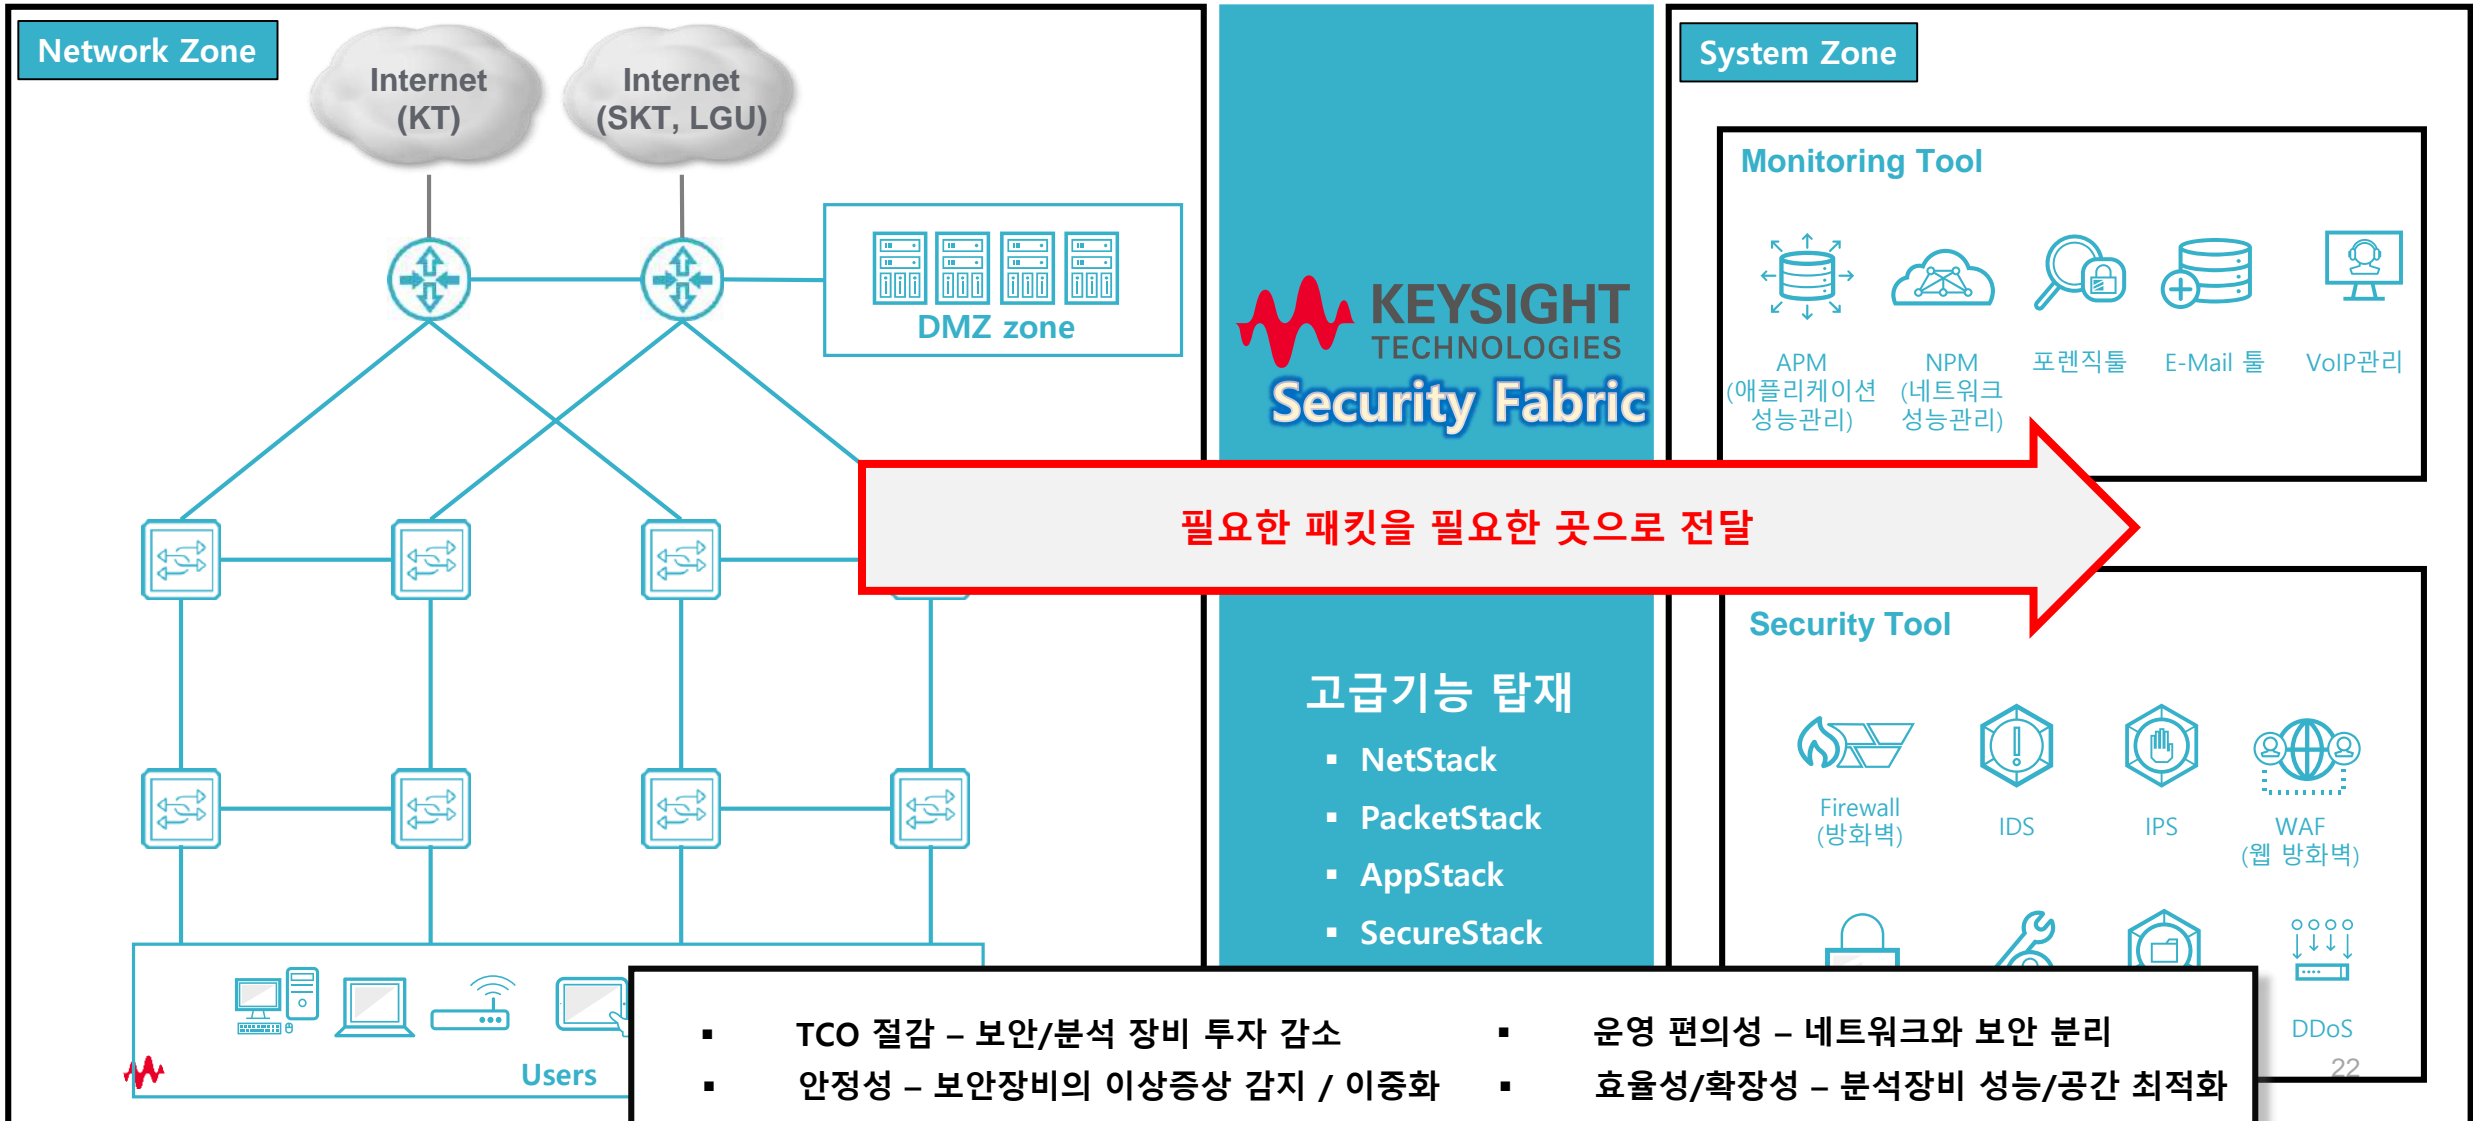 Network Zone
Internet
(KT)
Internet
(SKT, LGU)
DMZ zone
Users
KEYSIGHT
TECHNOLOGIES
Security Fabric
필요한 패킷을 필요한 곳으로 전달
고급기능 탑재
▪ NetStack
▪ PacketStack
▪ AppStack
▪ SecureStack
System Zone
Monitoring Tool
APM
(애플리케이션
성능관리)
NPM
(네트워크
성능관리)
포렌직툴
E-Mail 툴
VoIP관리
Security Tool
Firewall
(방화벽)
IDS
IPS
WAF
(웹 방화벽)
DDoS
▪ TCO 절감 – 보안/분석 장비 투자 감소
▪ 안정성 – 보안장비의 이상증상 감지 / 이중화
▪ 운영 편의성 – 네트워크와 보안 분리
▪ 효율성/확장성 – 분석장비 성능/공간 최적화
22